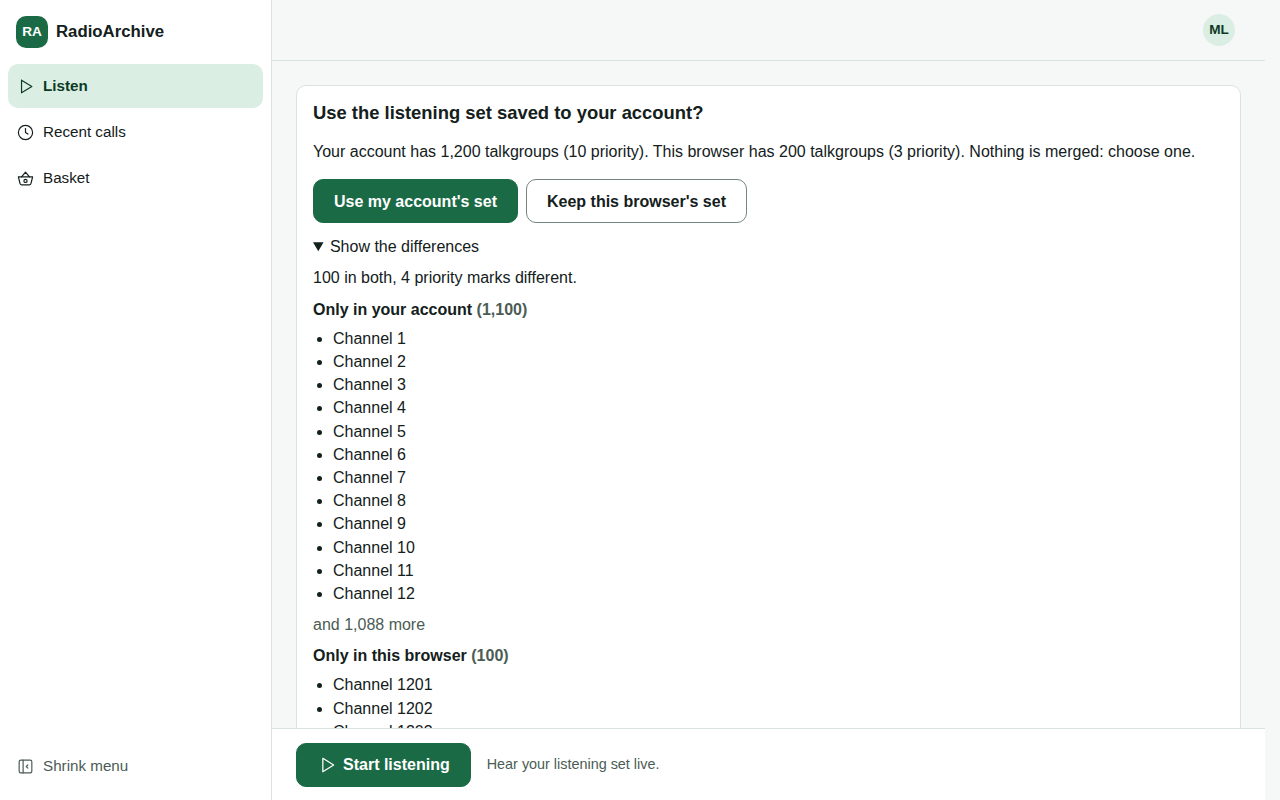 RA RadioArchive
ML
Listen
Recent calls
Basket
Use the listening set saved to your account?
Your account has 1,200 talkgroups (10 priority). This browser has 200 talkgroups (3 priority). Nothing is merged: choose one.
Use my account's set Keep this browser's set
Show the differences
100 in both, 4 priority marks different.
Only in your account (1,100)
Channel 1
Channel 2
Channel 3
Channel 4
Channel 5
Channel 6
Channel 7
Channel 8
Channel 9
Channel 10
Channel 11
Channel 12
and 1,088 more
Only in this browser (100)
Channel 1201
Channel 1202
Shrink menu
Start listening Hear your listening set live.